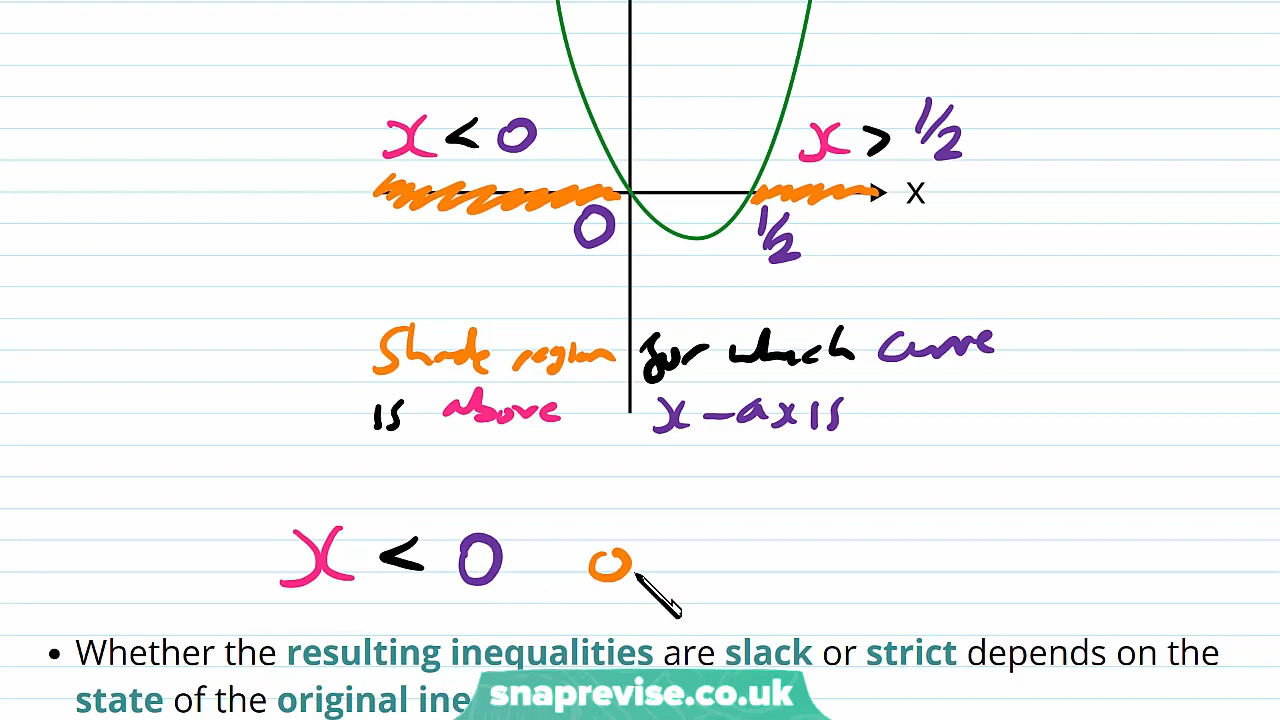 x < 0
x > 1/2
x
0
1/2
Shade region for which curve
is above x-axis
x < 0 o
• Whether the resulting inequalities are slack or strict depends on the
state of the original ine
snaprevise.co.uk